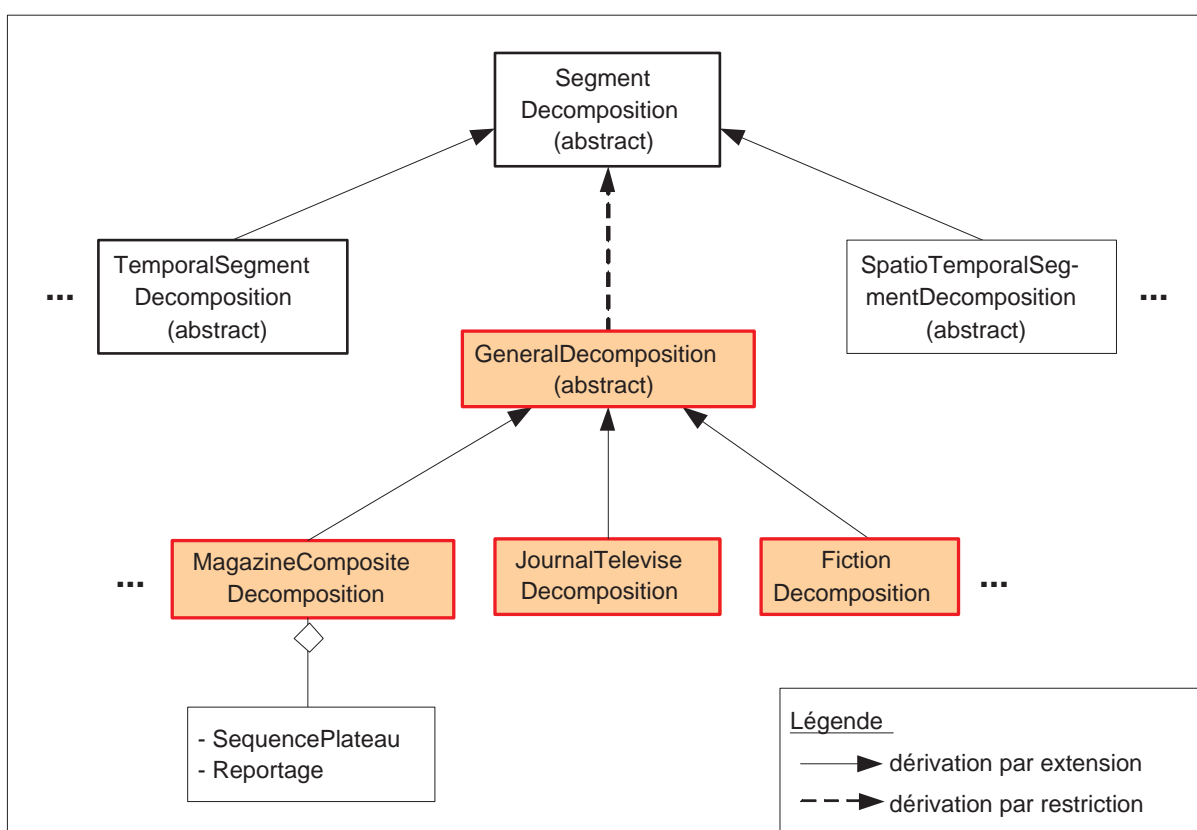 Segment
Decomposition
(abstract)
TemporalSegment
Decomposition
(abstract)
...
SpatioTemporalSeg-
mentDecomposition
(abstract)
...
GeneralDecomposition
(abstract)
...
MagazineComposite
Decomposition
JournalTelevise
Decomposition
Fiction
Decomposition
...
- SequencePlateau
- Reportage
Légende
dérivation par extension
dérivation par restriction